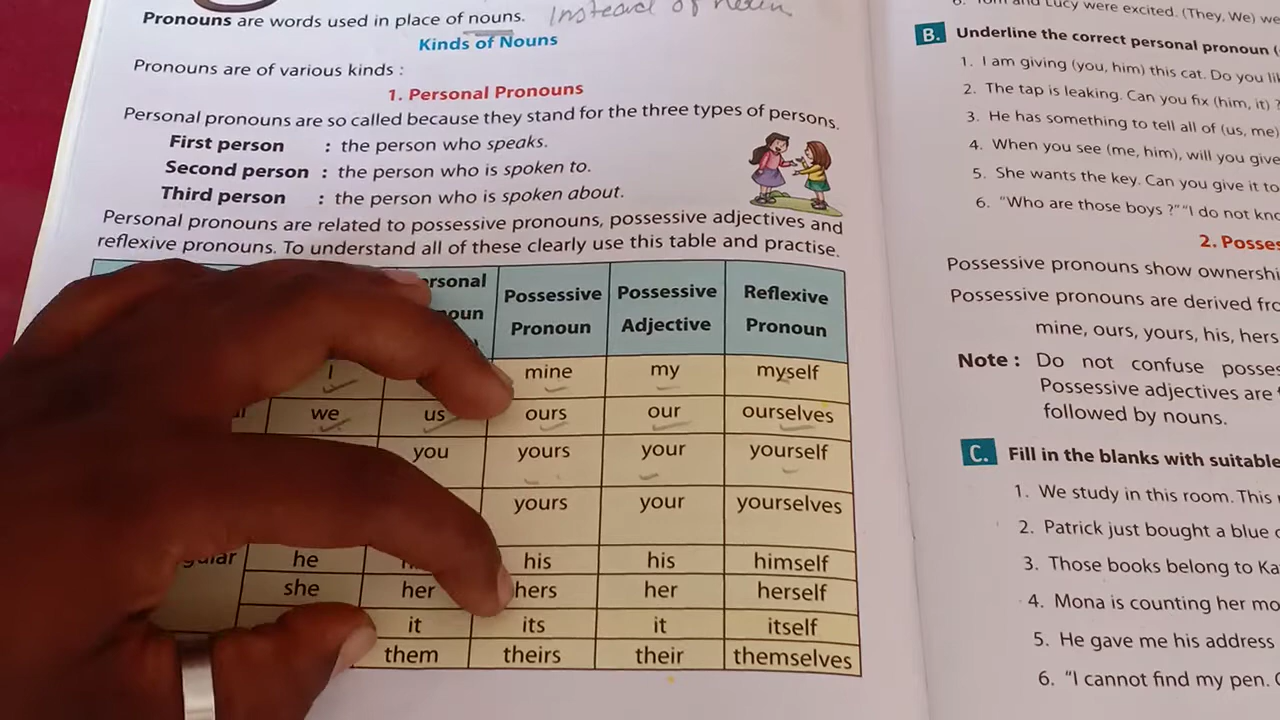 Pronouns are words used in place of nouns. Instead of noun
Kinds of Nouns
Pronouns are of various kinds :
1. Personal Pronouns
Personal pronouns are so called because they stand for the three types of persons.
First person : the person who speaks.
Second person : the person who is spoken to.
Third person : the person who is spoken about.
Personal pronouns are related to possessive pronouns, possessive adjectives and
reflexive pronouns. To understand all of these clearly use this table and practise.
Possessive Pronoun Possessive Adjective Reflexive Pronoun
I mine my myself
we us ours our ourselves
you yours your yourself
yours your yourselves
he his his himself
she her hers her herself
it its it itself
them theirs their themselves
Lucy were excited. (They, We)
B. Underline the correct personal pronoun
1. I am giving (you, him) this cat. Do you
2. The tap is leaking. Can you fix (him, it) ?
3. He has something to tell all of (us, me)
4. When you see (me, him), will you give
5. She wants the key. Can you give it to
6. "Who are those boys ?" "I do not
2.
Possessive pronouns show
Possessive pronouns are derived
mine, ours, yours, his, hers
Note : Do not confuse
Possessive adjectives are
followed by nouns.
C. Fill in the blanks with suitable
1. We study in this room. This
2. Patrick just bought a blue
3. Those books belong to
4. Mona is counting her
5. He gave me his address
6. "I cannot find my pen.